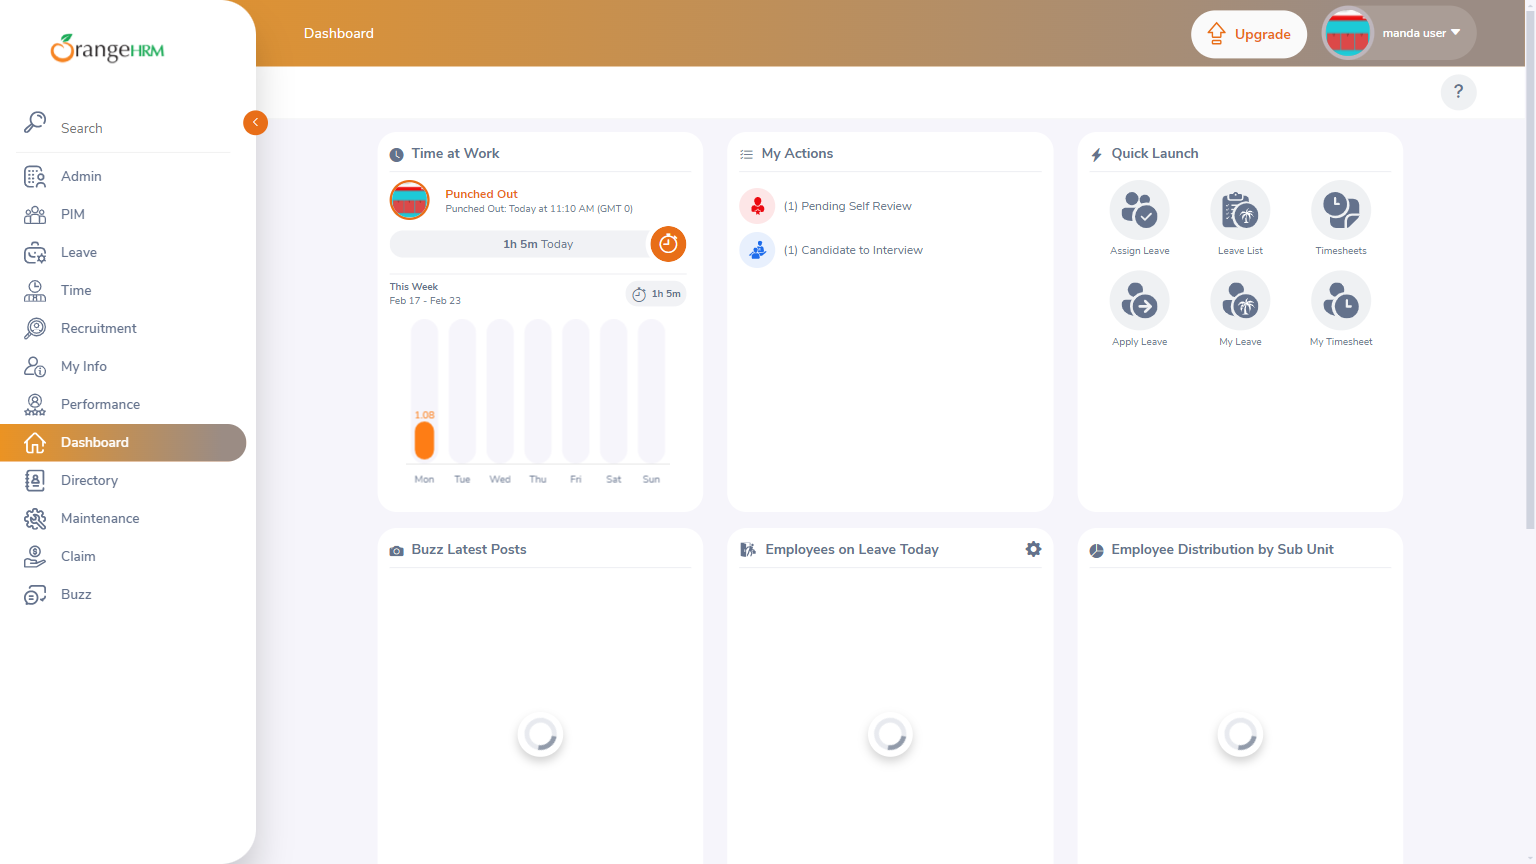 OrangeHRM
Search
Admin
PIM
Leave
Time
Recruitment
My Info
Performance
Dashboard
Directory
Maintenance
Claim
Buzz
Dashboard
Upgrade
manda user
?
Time at Work
Punched Out
Punched Out: Today at 11:10 AM (GMT 0)
1h 5m Today
This Week
Feb 17 - Feb 23
1h 5m
1.08
Mon Tue Wed Thu Fri Sat Sun
My Actions
(1) Pending Self Review
(1) Candidate to Interview
Quick Launch
Assign Leave
Leave List
Timesheets
Apply Leave
My Leave
My Timesheet
Buzz Latest Posts
Employees on Leave Today
Employee Distribution by Sub Unit